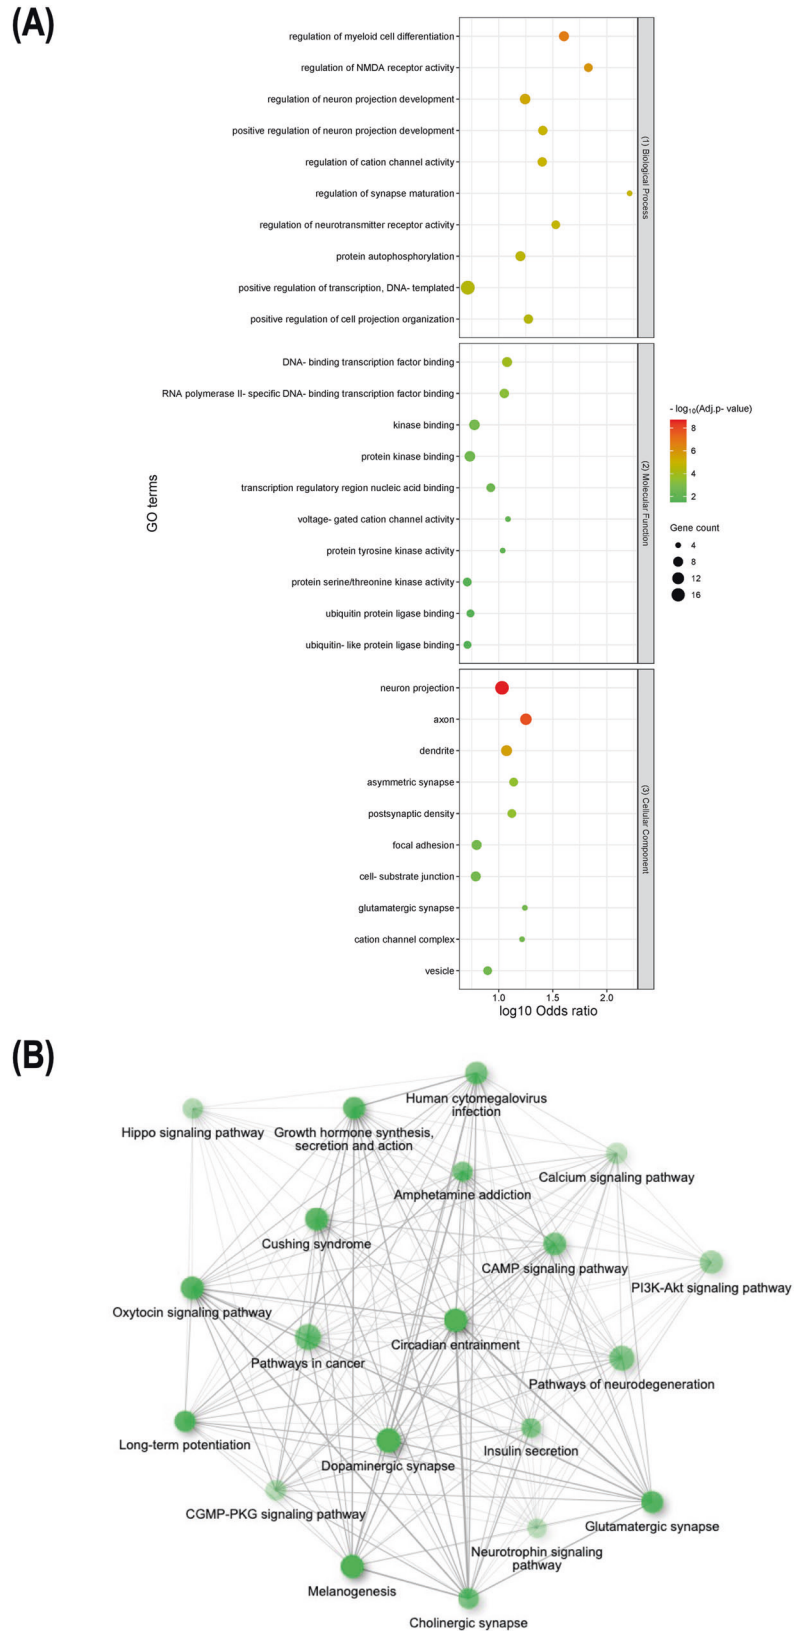 (A)
regulation of myeloid cell differentiation
regulation of NMDA receptor activity
regulation of neuron projection development
positive regulation of neuron projection development
regulation of cation channel activity
regulation of synapse maturation
regulation of neurotransmitter receptor activity
protein autophosphorylation
positive regulation of transcription, DNA- templated
positive regulation of cell projection organization
(1) Biological Process
DNA- binding transcription factor binding
RNA polymerase II- specific DNA- binding transcription factor binding
kinase binding
protein kinase binding
transcription regulatory region nucleic acid binding
voltage- gated cation channel activity
protein tyrosine kinase activity
protein serine/threonine kinase activity
ubiquitin protein ligase binding
ubiquitin- like protein ligase binding
(2) Molecular Function
neuron projection
axon
dendrite
asymmetric synapse
postsynaptic density
focal adhesion
cell- substrate junction
glutamatergic synapse
cation channel complex
vesicle
(3) Cellular Component
GO terms
1.0 1.5 2.0
log10 Odds ratio
- log10(Adj.p- value)
8
6
4
2
Gene count
4
8
12
16
(B)
Human cytomegalovirus
infection
Hippo signaling pathway
Growth hormone synthesis,
secretion and action
Calcium signaling pathway
Amphetamine addiction
Cushing syndrome
CAMP signaling pathway
PI3K-Akt signaling pathway
Oxytocin signaling pathway
Circadian entrainment
Pathways in cancer
Pathways of neurodegeneration
Long-term potentiation
Insulin secretion
Dopaminergic synapse
CGMP-PKG signaling pathway
Glutamatergic synapse
Neurotrophin signaling
pathway
Melanogenesis
Cholinergic synapse